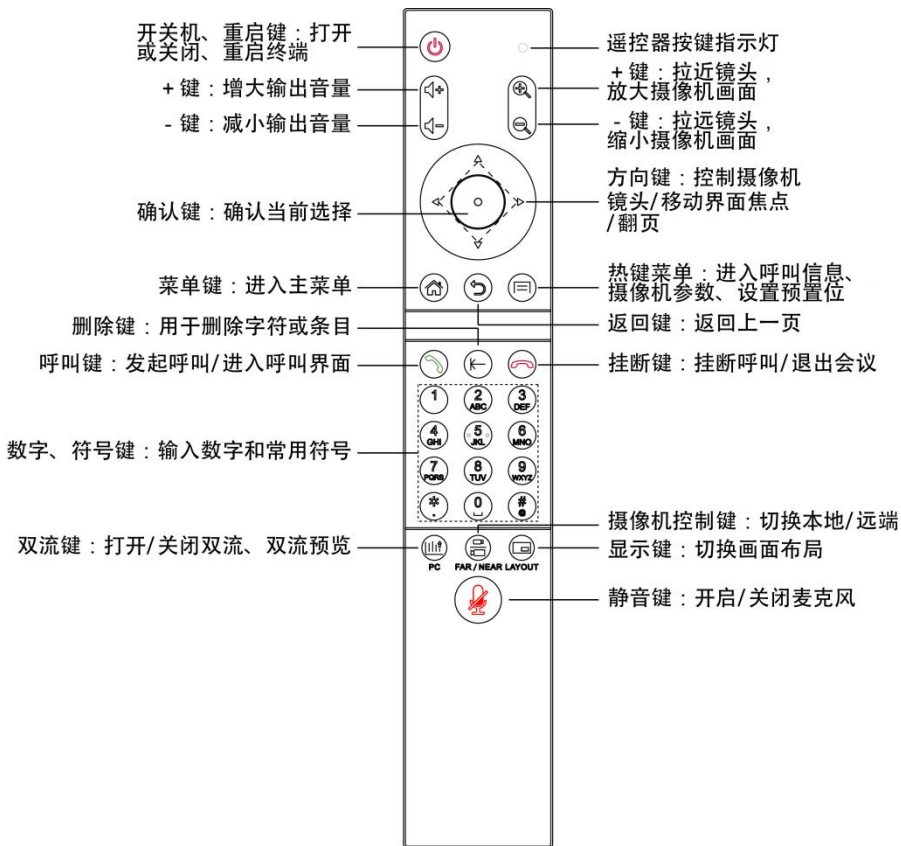 开关机、重启键：打开
或关闭、重启终端
遥控器按键指示灯
+键：增大输出音量
+键：拉近镜头，
放大摄像机画面
-键：减小输出音量
-键：拉远镜头，
缩小摄像机画面
确认键：确认当前选择
方向键：控制摄像机
镜头/移动界面焦点
/翻页
菜单键：进入主菜单
热键菜单：进入呼叫信息、
摄像机参数、设置预置位
删除键：用于删除字符或条目
返回键：返回上一页
呼叫键：发起呼叫/进入呼叫界面
挂断键：挂断呼叫/退出会议
1 2 3
ABC DEF
4 5 6
GHI JKL MNO
数字、符号键：输入数字和常用符号
7 8 9
PQRS TUV WXYZ
* 0 #
. ␣ @
摄像机控制键：切换本地/远端
双流键：打开/关闭双流、双流预览
显示键：切换画面布局
PC FAR/NEAR LAYOUT
静音键：开启/关闭麦克风